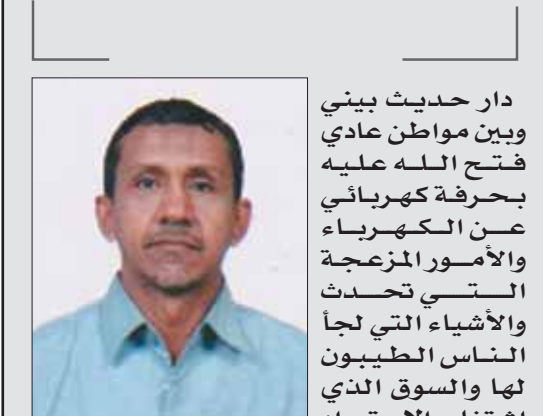 دار حديث بيني
وبين مواطن عادي
فتح الله عليه
بحرفة كهربائي
عن الكهرباء
والأمور المزعجة
التي تحدث
والأشياء التي لجأ
الناس الطيبون
لها والسوق الذي